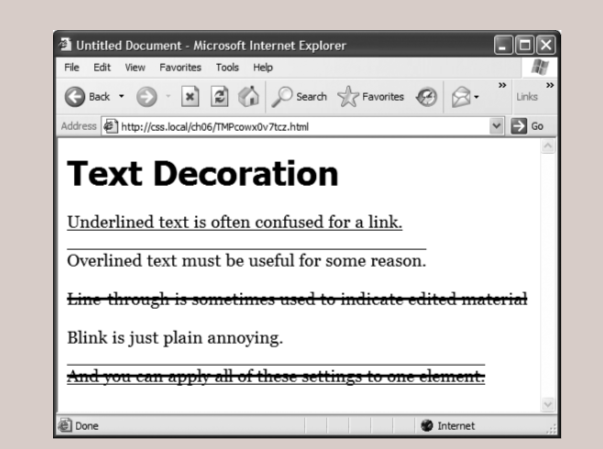 Untitled Document - Microsoft Internet Explorer
File Edit View Favorites Tools Help
Back Search Favorites » Links »
Address http://css.local/ch06/TMPcowx0v7tcz.html Go
Text Decoration
Underlined text is often confused for a link.
Overlined text must be useful for some reason.
Line-through is sometimes used to indicate edited material
Blink is just plain annoying.
And you can apply all of these settings to one element.
Done Internet